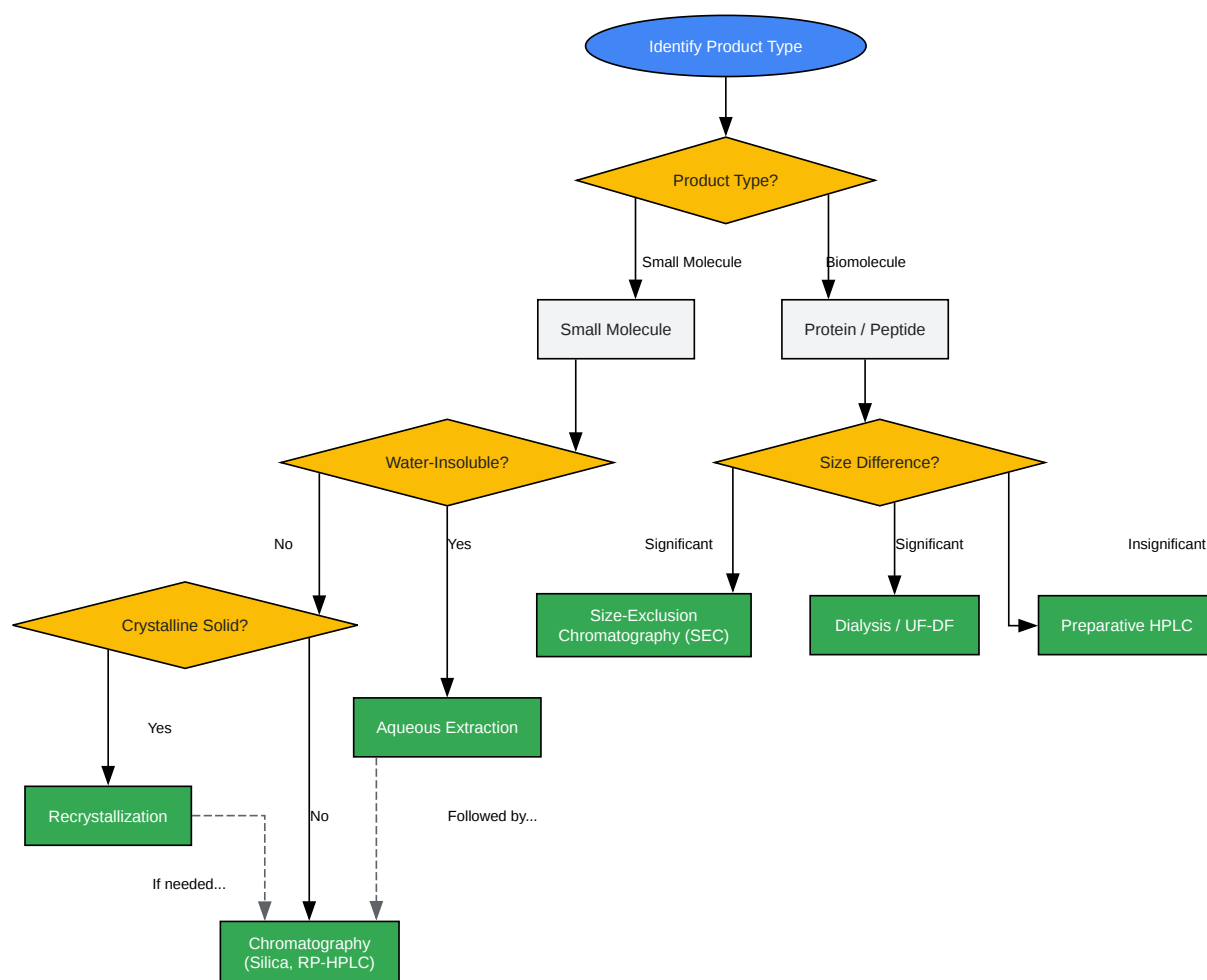 Identify Product Type
Product Type?
Small Molecule
Biomolecule
Small Molecule
Protein / Peptide
Water-Insoluble?
Size Difference?
No
Yes
Significant
Significant
Insignificant
Size-Exclusion
Chromatography (SEC)
Dialysis / UF-DF
Preparative HPLC
Crystalline Solid?
Yes
Aqueous Extraction
Recrystallization
No
Followed by...
If needed...
Chromatography
(Silica, RP-HPLC)